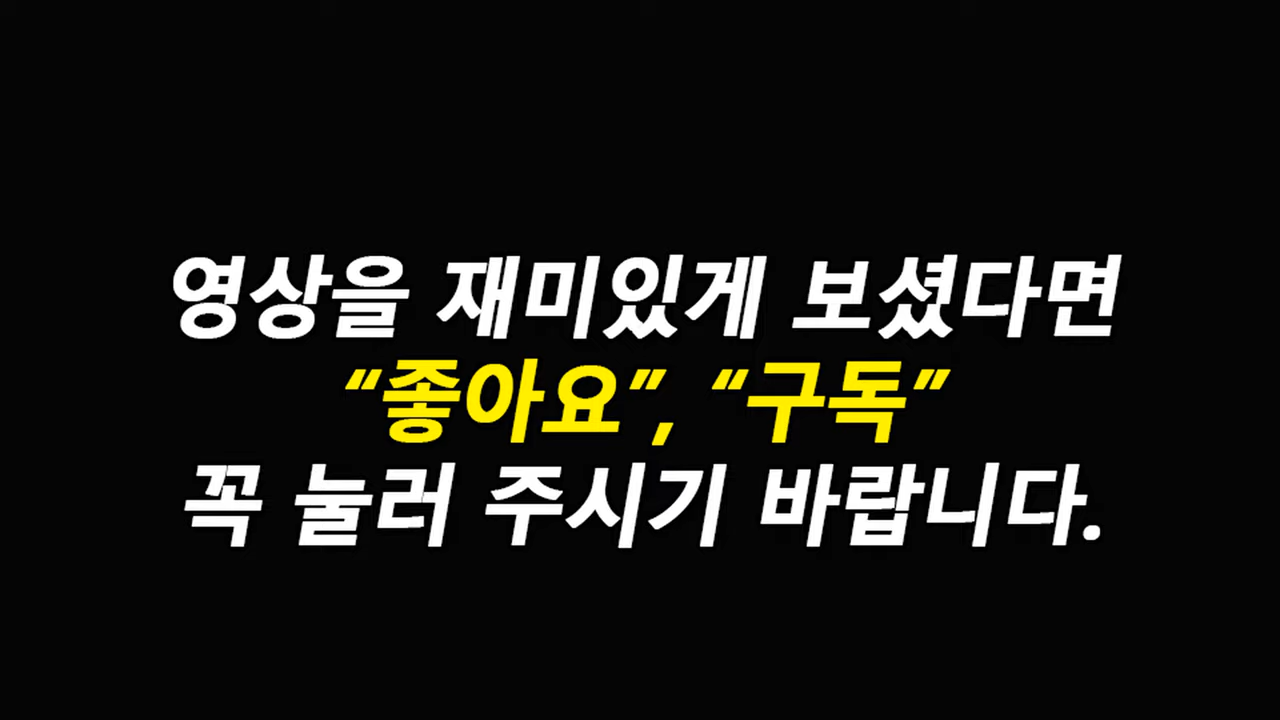 영상을 재미있게 보셨다면
“좋아요”, “구독”
꼭 눌러 주시기 바랍니다.